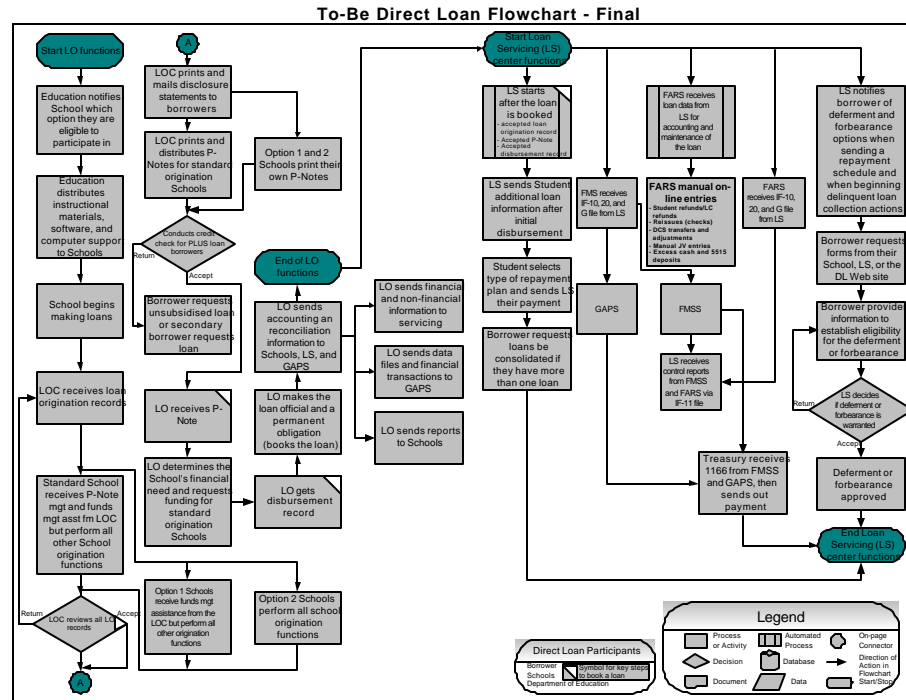 To-Be Direct Loan Flowchart - Final
Start LO functions
Education notifies
School which
option they are
eligible to
participate in
Education
distributes
instructional
materials,
software, and
computer support
to Schools
School begins
making loans
LOC receives loan
origination records
Standard School
receives P-Note
mgt and funds
mgt asst fm LOC
but perform all
other School
origination
functions
Return
Accept
LOC reviews all LO
records
A
A
LOC prints and
mails disclosure
statements to
borrowers
LOC prints and
distributes P-
Notes for standard
origination
Schools
Option 1 and 2
Schools print their
own P-Notes
Conducts credit
check for PLUS loan
borrowers
Return
Accept
Borrower requests
unsubsidised loan
or secondary
borrower requests
loan
LO receives P-
Note
LO determines the
School's financial
need and requests
funding for
standard
origination
Schools
Option 1 Schools
receive funds mgt
assistance from the
LOC but perform all
other origination
functions
Option 2 Schools
perform all school
origination
functions
End of LO
functions
LO sends
accounting an
reconciliation
information to
Schools, LS, and
GAPS
LO makes the
loan official and a
permanent
obligation
(books the loan)
LO gets
disbursement
record
LO sends financial
and non-financial
information to
servicing
LO sends data
files and financial
transactions to
GAPS
LO sends reports
to Schools
Start Loan
Servicing (LS)
center functions
LS starts
after the loan
is booked
- accepted loan
origination record
- Accepted P-Note
- Accepted
disbursement record
LS sends Student
additional loan
information after
initial
disbursement
Student selects
type of repayment
plan and sends LS
their payment
Borrower requests
loans be
consolidated if
they have more
than one loan
FMS receives
IF-10, 20, and
G file from LS
GAPS
FARS receives
loan data from
LS for accounting
and
maintenance of
the loan
FARS manual on-
line entries
- Student refunds/LC
refunds
- Reissues (checks)
- DCS transfers and
adjustments
- Manual JV entries
- Excess cash and 5515
deposits
FMSS
LS receives
control reports
from FMSS
and FARS via
IF-11 file
FARS
receives IF-10,
20, and G file
from LS
Treasury receives
1166 from FMSS
and GAPS, then
sends out
payment
LS notifies
borrower of
deferment and
forbearance
options when
sending a
repayment
schedule and
when beginning
delinquent loan
collection actions
Borrower requests
forms from their
School, LS, or the
DL Web site
Borrower provides
information to
establish eligibility
for the deferment
or forbearance
LS decides
if deferment or
forbearance is
warranted
Return
Accept
Deferment or
forbearance
approved
End Loan
Servicing (LS)
center functions
Direct Loan Participants
Borrower
Schools
Department of Education
Symbol for key steps
to book a loan
Legend
Process
or Activity
Automated
Process
On-page
Connector
Decision
Database
Direction of
Action in
Flowchart
Document
Data
Start/Stop